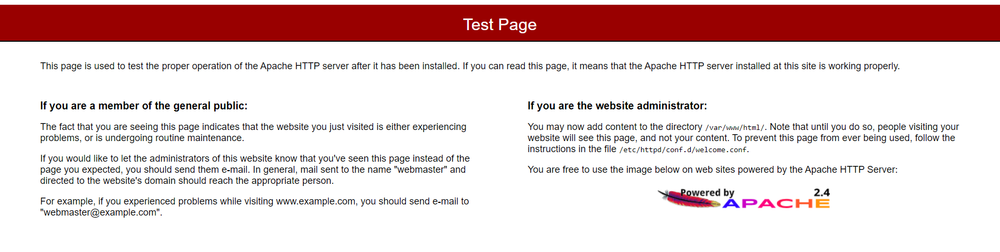 Test Page
This page is used to test the proper operation of the Apache HTTP server after it has been installed. If you can read this page, it means that the Apache HTTP server installed at this site is working properly.
If you are a member of the general public:
The fact that you are seeing this page indicates that the website you just visited is either experiencing
problems, or is undergoing routine maintenance.
If you would like to let the administrators of this website know that you've seen this page instead of the
page you expected, you should send them e-mail. In general, mail sent to the name "webmaster" and
directed to the website's domain should reach the appropriate person.
For example, if you experienced problems while visiting www.example.com, you should send e-mail to
"webmaster@example.com".
If you are the website administrator:
You may now add content to the directory /var/www/html/. Note that until you do so, people visiting your
website will see this page, and not your content. To prevent this page from ever being used, follow the
instructions in the file /etc/httpd/conf.d/welcome.conf.
You are free to use the image below on web sites powered by the Apache HTTP Server:
Powered by 2.4
APACHE